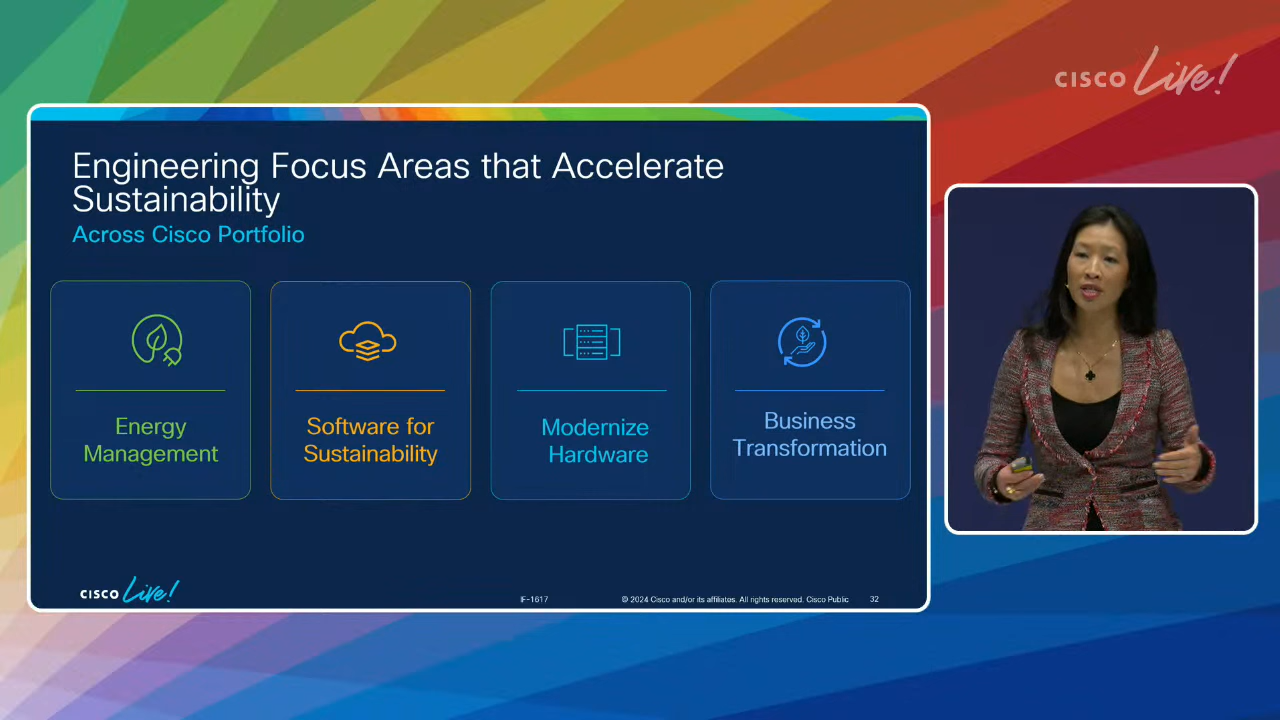 CISCO Live!
Engineering Focus Areas that Accelerate
Sustainability
Across Cisco Portfolio
Energy
Management
Software for
Sustainability
Modernize
Hardware
Business
Transformation
CISCO Live!
IF-1617
© 2024 Cisco and/or its affiliates. All rights reserved. Cisco Public
32